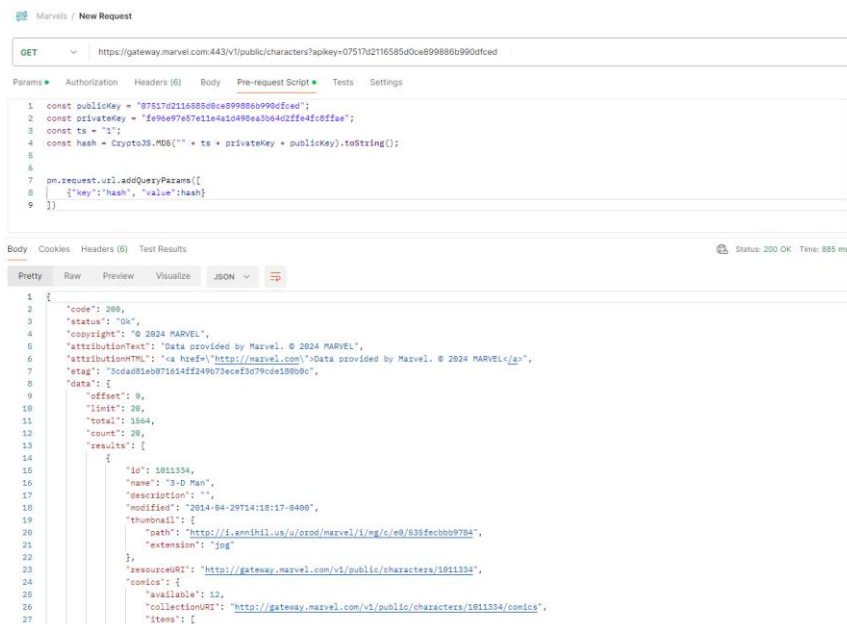 Marvels / New Request
GET https://gateway.marvel.com:443/v1/public/characters?apikey=07517d2116585d0ce899886b990dfced
Params Authorization Headers (6) Body Pre-request Script Tests Settings
1 const publicKey = "07517d2116585d0ce899886b990dfced";
2 const privateKey = "fe96e97e57e11e4a1d498ea3b64d2ffe4fc8ffae";
3 const ts = "1";
4 const hash = CryptoJS.MD5("" + ts + privateKey + publicKey).toString();
5
6
7 pm.request.url.addQueryParams([
8 {"key":"hash", "value":hash}
9 ])
Body Cookies Headers (6) Test Results Status: 200 OK Time: 885 ms
Pretty Raw Preview Visualize JSON
1 {
2 "code": 200,
3 "status": "Ok",
4 "copyright": "© 2024 MARVEL",
5 "attributionText": "Data provided by Marvel. © 2024 MARVEL",
6 "attributionHTML": "<a href=\"http://marvel.com\">Data provided by Marvel. © 2024 MARVEL</a>",
7 "etag": "3cdad81eb071614ff249b73ecef3d79cde180b0c",
8 "data": {
9 "offset": 0,
10 "limit": 20,
11 "total": 1564,
12 "count": 20,
13 "results": [
14 {
15 "id": 1011334,
16 "name": "3-D Man",
17 "description": "",
18 "modified": "2014-04-29T14:18:17-0400",
19 "thumbnail": {
20 "path": "http://i.annihil.us/u/prod/marvel/i/mg/c/e0/535fecbbb9784",
21 "extension": "jpg"
22 },
23 "resourceURI": "http://gateway.marvel.com/v1/public/characters/1011334",
24 "comics": {
25 "available": 12,
26 "collectionURI": "http://gateway.marvel.com/v1/public/characters/1011334/comics",
27 "items": [